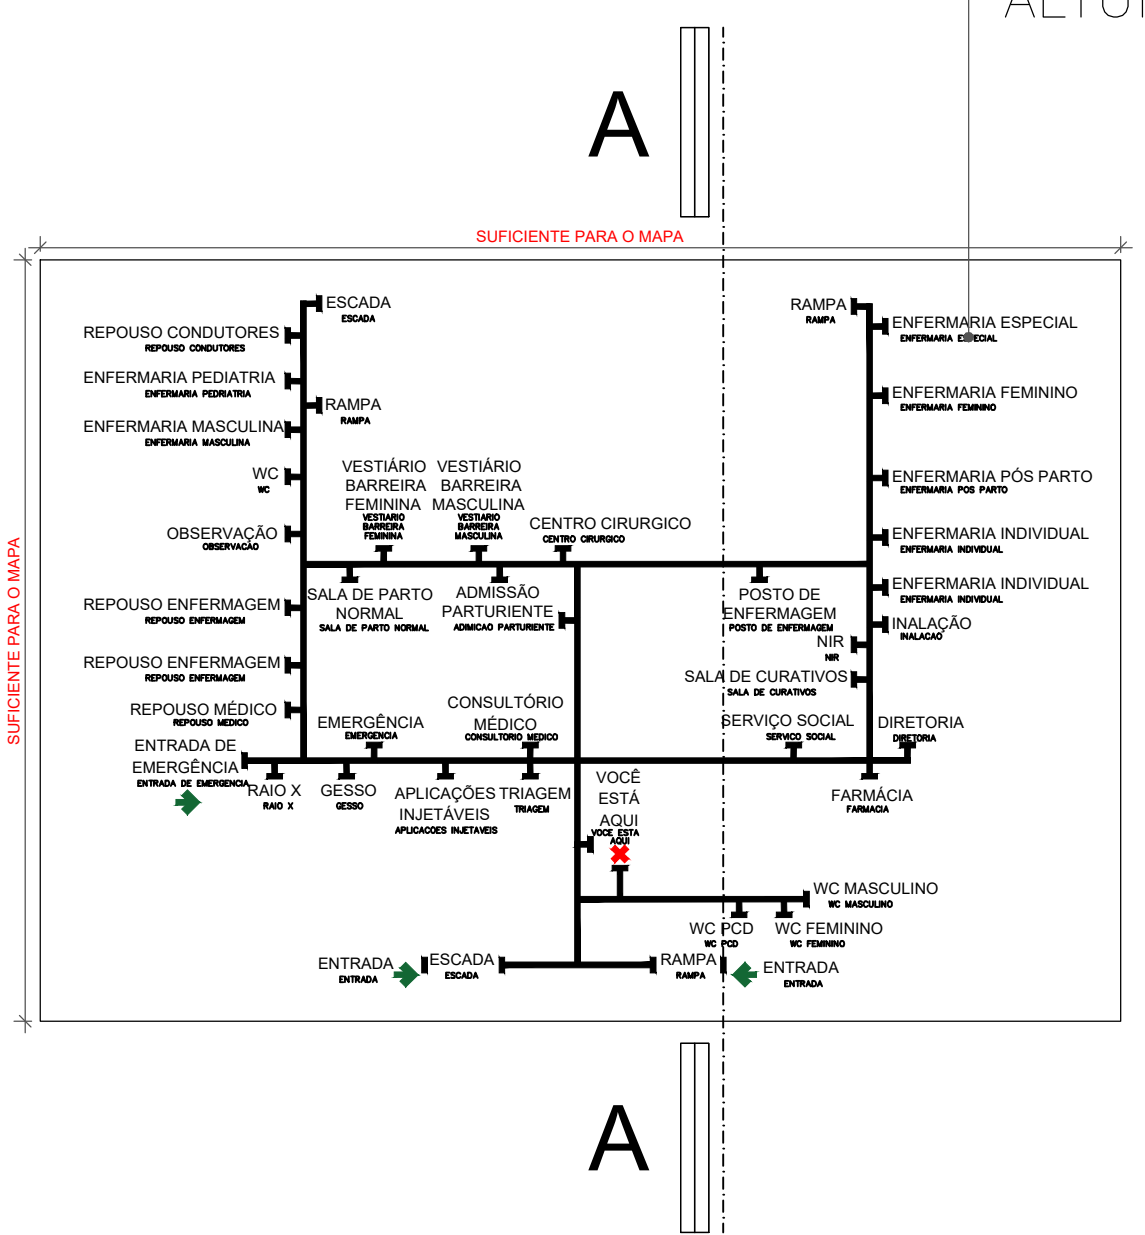 ALTU
A
SUFICIENTE PARA O MAPA
SUFICIENTE PARA O MAPA
ESCADA
ESCADA
REPOUSO CONDUTORES
REPOUSO CONDUTORES
ENFERMARIA PEDIATRIA
ENFERMARIA PEDRIATRIA
RAMPA
RAMPA
ENFERMARIA MASCULINA
ENFERMARIA MASCULINA
WC
WC
OBSERVAÇÃO
OBSERVACAO
REPOUSO ENFERMAGEM
REPOUSO ENFERMAGEM
REPOUSO ENFERMAGEM
REPOUSO ENFERMAGEM
REPOUSO MÉDICO
REPOUSO MEDICO
ENTRADA DE
EMERGÊNCIA
ENTRADA DE EMERGENCIA
VESTIÁRIO
BARREIRA
FEMININA
VESTIARIO
BARREIRA
FEMININA
VESTIÁRIO
BARREIRA
MASCULINA
VESTIARIO
BARREIRA
MASCULINA
CENTRO CIRURGICO
CENTRO CIRURGICO
SALA DE PARTO
NORMAL
SALA DE PARTO NORMAL
ADMISSÃO
PARTURIENTE
ADIMICAO PARTURIENTE
POSTO DE
ENFERMAGEM
POSTO DE ENFERMAGEM
RAMPA
RAMPA
ENFERMARIA ESPECIAL
ENFERMARIA ESPECIAL
ENFERMARIA FEMININO
ENFERMARIA FEMININO
ENFERMARIA PÓS PARTO
ENFERMARIA POS PARTO
ENFERMARIA INDIVIDUAL
ENFERMARIA INDIVIDUAL
ENFERMARIA INDIVIDUAL
ENFERMARIA INDIVIDUAL
INALAÇÃO
INALACAO
NIR
NIR
SALA DE CURATIVOS
SALA DE CURATIVOS
EMERGÊNCIA
EMERGENCIA
CONSULTÓRIO
MÉDICO
CONSULTORIO MEDICO
SERVIÇO SOCIAL
SERVICO SOCIAL
DIRETORIA
DIRETORIA
RAIO X
RAIO X
GESSO
GESSO
APLICAÇÕES
INJETÁVEIS
APLICACOES INJETAVEIS
TRIAGEM
TRIAGEM
VOCÊ
ESTÁ
AQUI
VOCE ESTA
AQUI
FARMÁCIA
FARMACIA
WC MASCULINO
WC MASCULINO
WC PCD
WC PCD
WC FEMININO
WC FEMININO
ENTRADA
ENTRADA
ESCADA
ESCADA
RAMPA
RAMPA
ENTRADA
ENTRADA
A